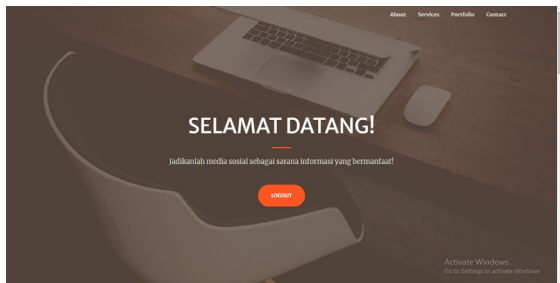 About Services Portfolio Contact
SELAMAT DATANG!
Jadikanlah media sosial sebagai sarana informasi yang bermanfaat!
LOGOUT
Activate Windows
Go to Settings to activate Windows.